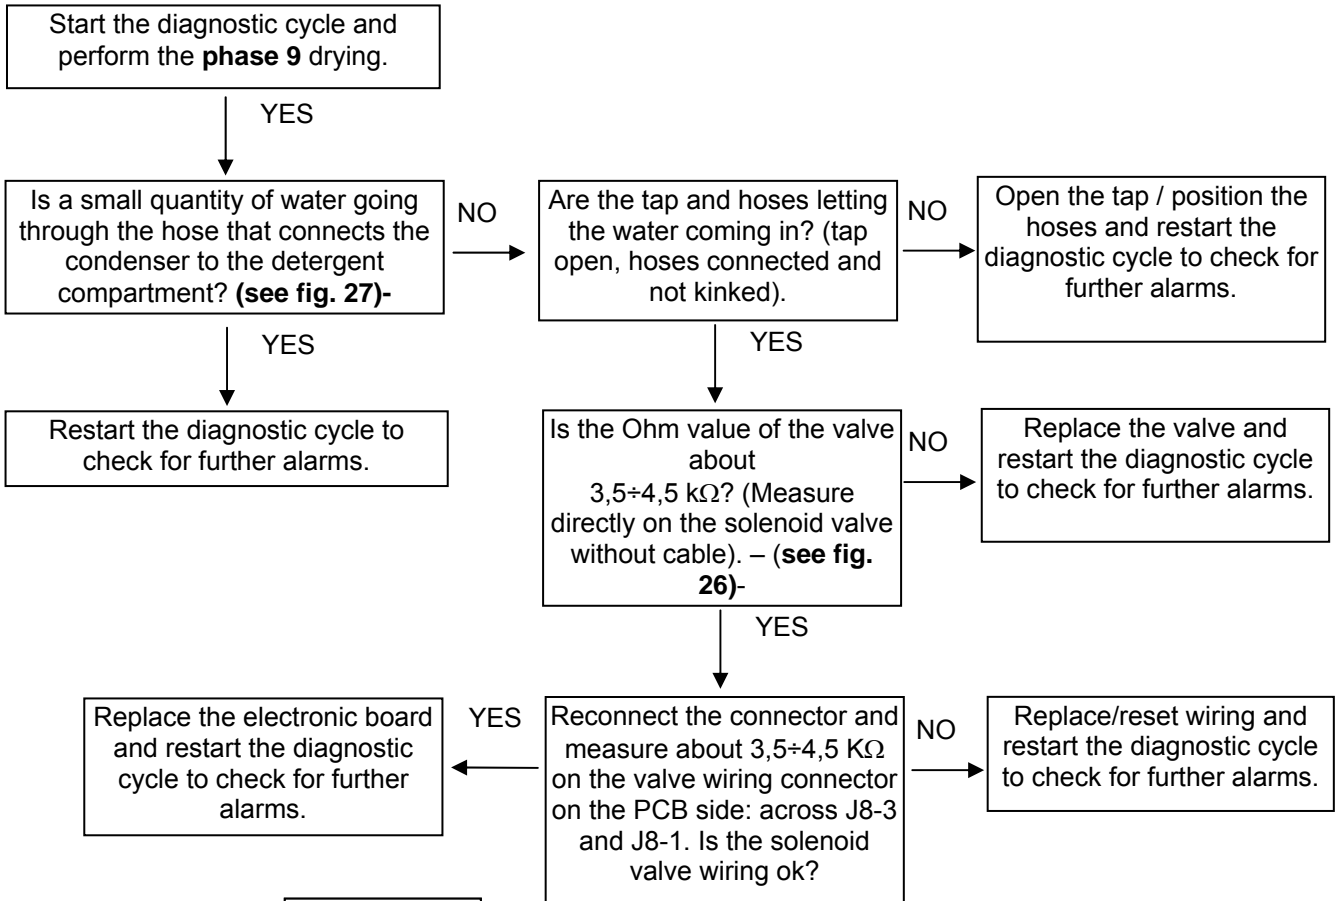 Start the diagnostic cycle and
perform the phase 9 drying.
YES
Is a small quantity of water going
through the hose that connects the
condenser to the detergent
compartment? (see fig. 27)-
NO
Are the tap and hoses letting
the water coming in? (tap
open, hoses connected and
not kinked).
NO
Open the tap / position the
hoses and restart the
diagnostic cycle to check for
further alarms.
YES
YES
Restart the diagnostic cycle to
check for further alarms.
Is the Ohm value of the valve
about
3,5÷4,5 kΩ? (Measure
directly on the solenoid valve
without cable). – (see fig.
26)-
NO
Replace the valve and
restart the diagnostic cycle
to check for further alarms.
YES
Replace the electronic board
and restart the diagnostic
cycle to check for further
alarms.
YES
Reconnect the connector and
measure about 3,5÷4,5 KΩ
on the valve wiring connector
on the PCB side: across J8-3
and J8-1. Is the solenoid
valve wiring ok?
NO
Replace/reset wiring and
restart the diagnostic cycle
to check for further alarms.